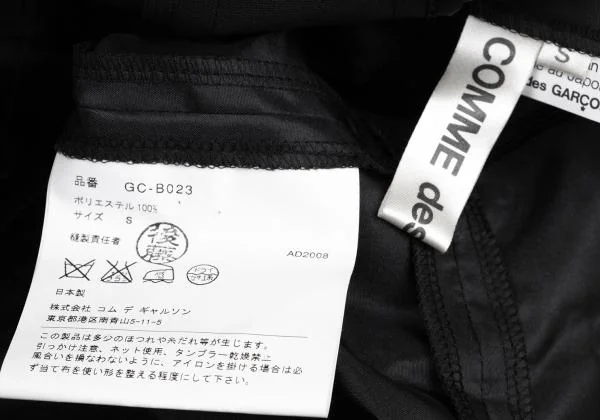 品番 GC-B023
ポリエステル 100%
サイズ S
縫製責任者 後藤
AD2008
ドライ
日本製
株式会社 コム デ ギャルソン
東京都港区南青山5-11-5
この製品は多少のほつれや糸だれ等が生じます。
引っかけ注意、ネット使用、タンブラー乾燥禁止
風合いを損なわないように、アイロンを掛ける場合は必
ず当て布を使い形を整える程度にして下さい。
COMME des
S
in
au Japon
des GARÇO